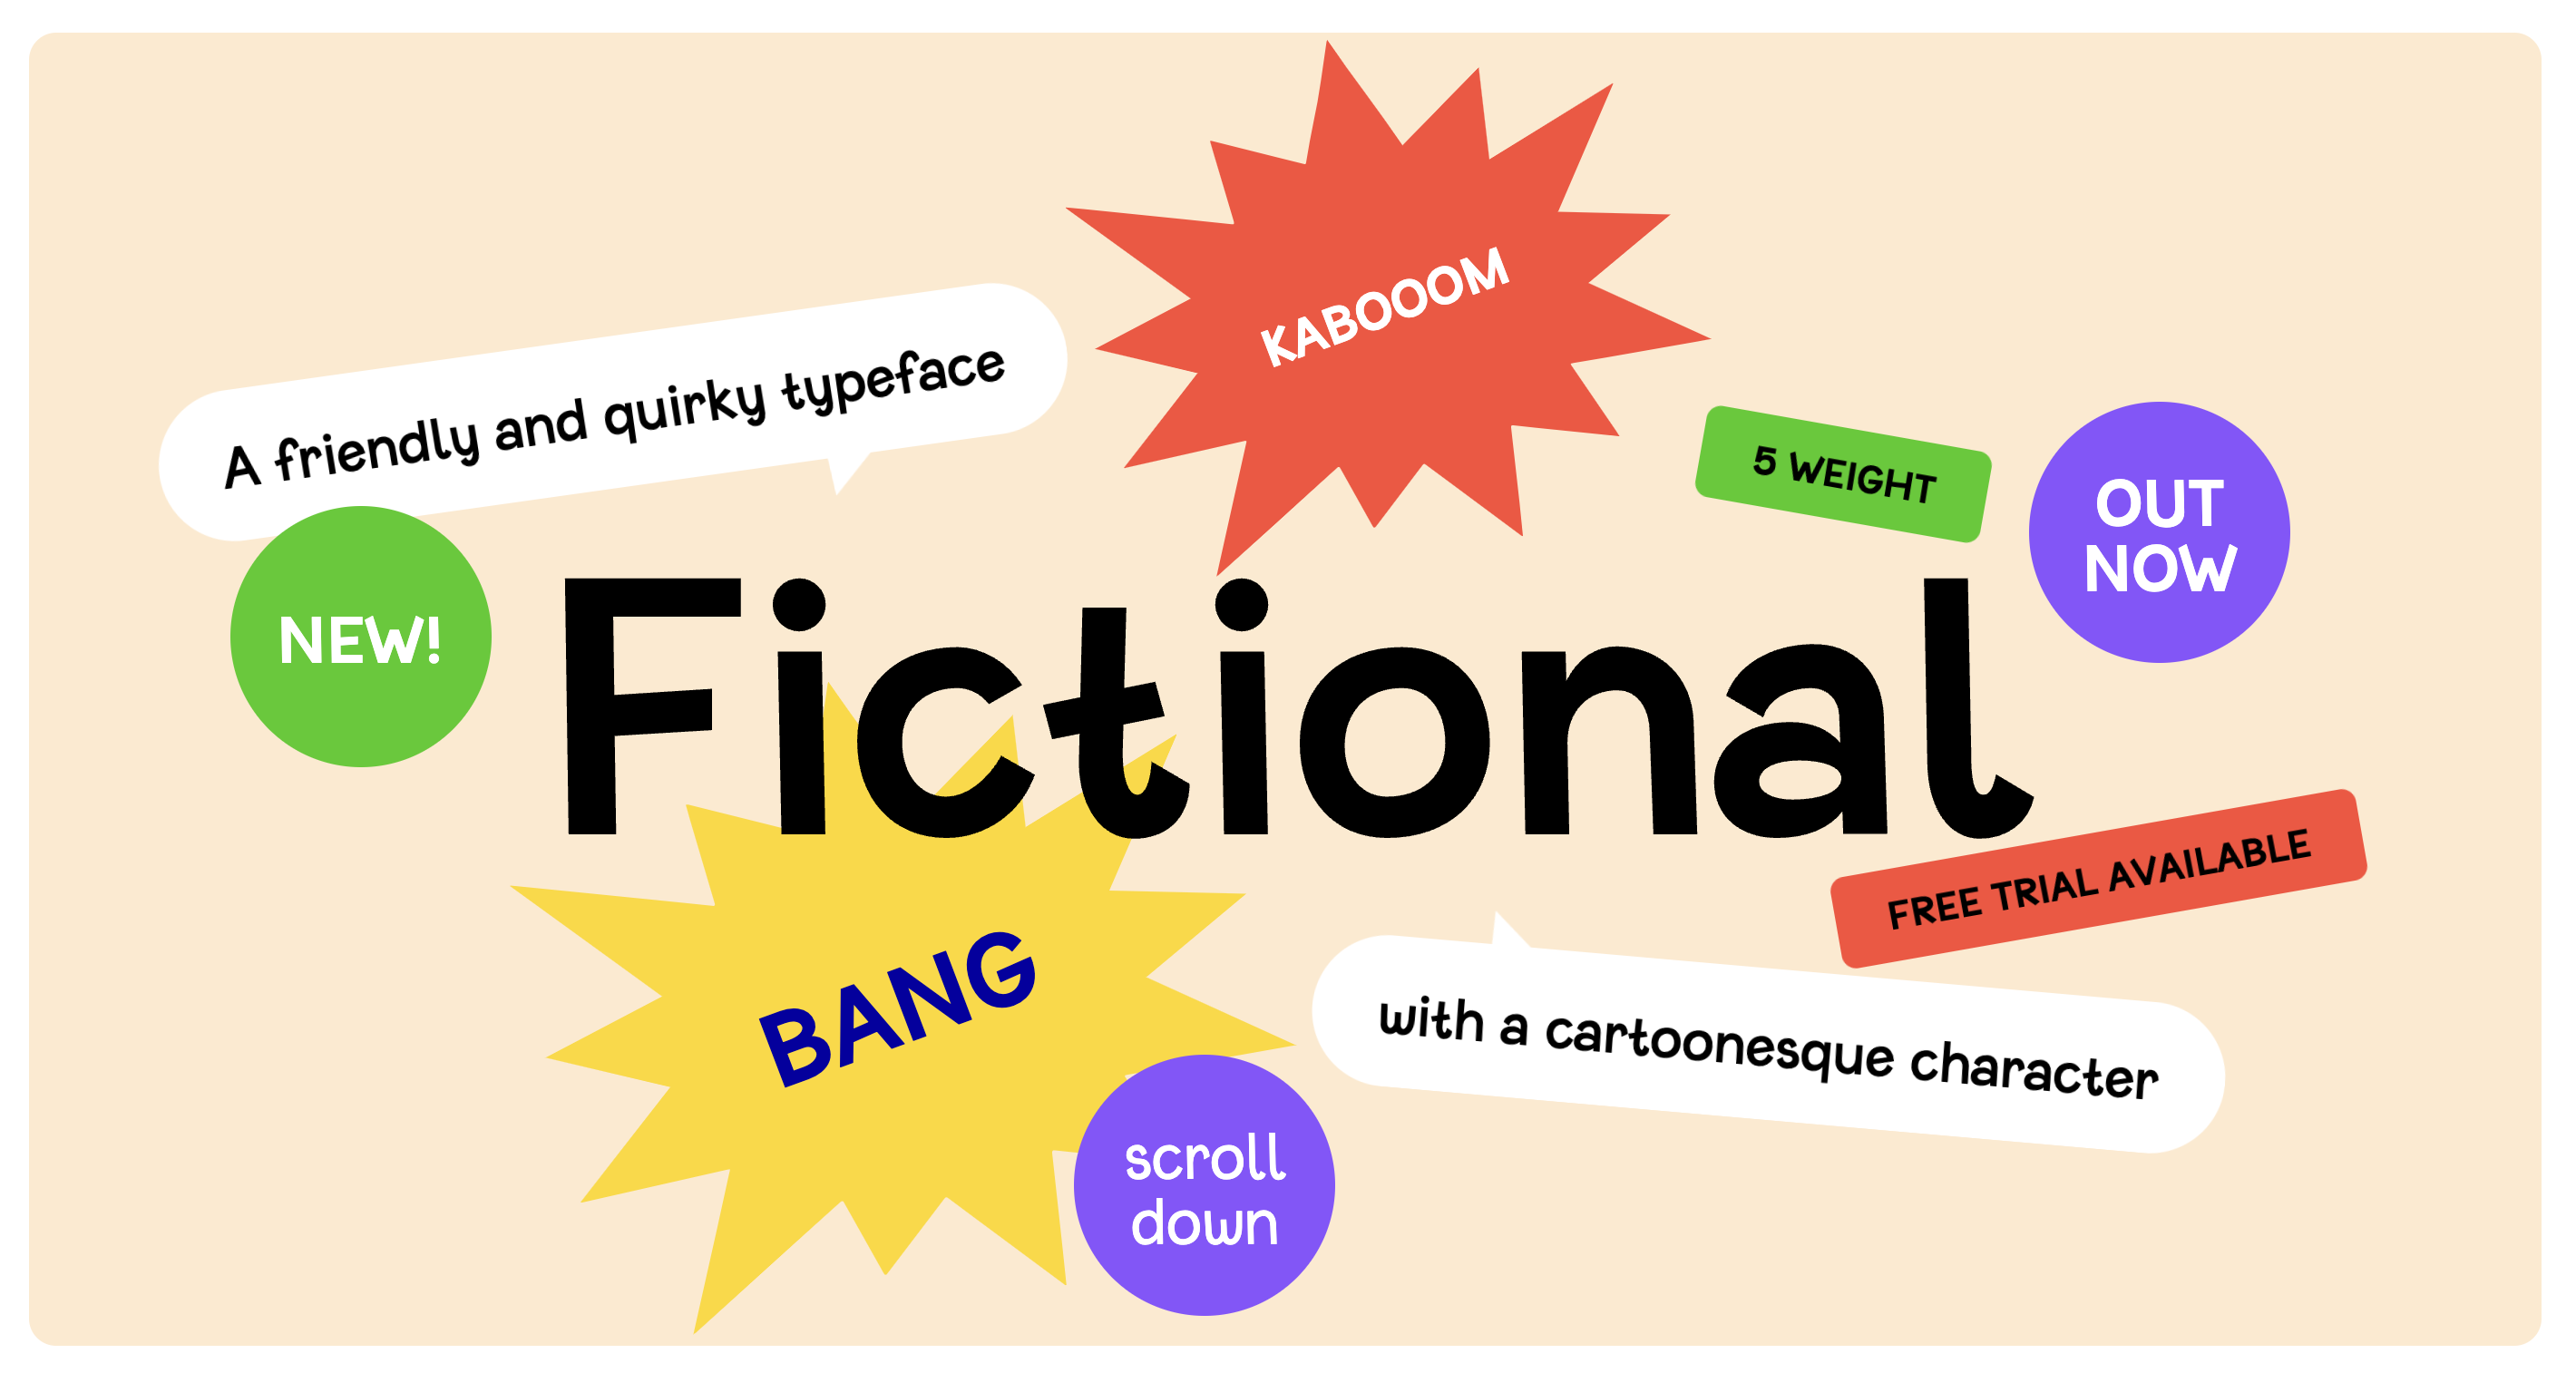 KABOOOM
A friendly and quirky typeface
5 WEIGHT
OUT
NOW
NEW!
Fictional
FREE TRIAL AVAILABLE
BANG
with a cartoonesque character
scroll
down